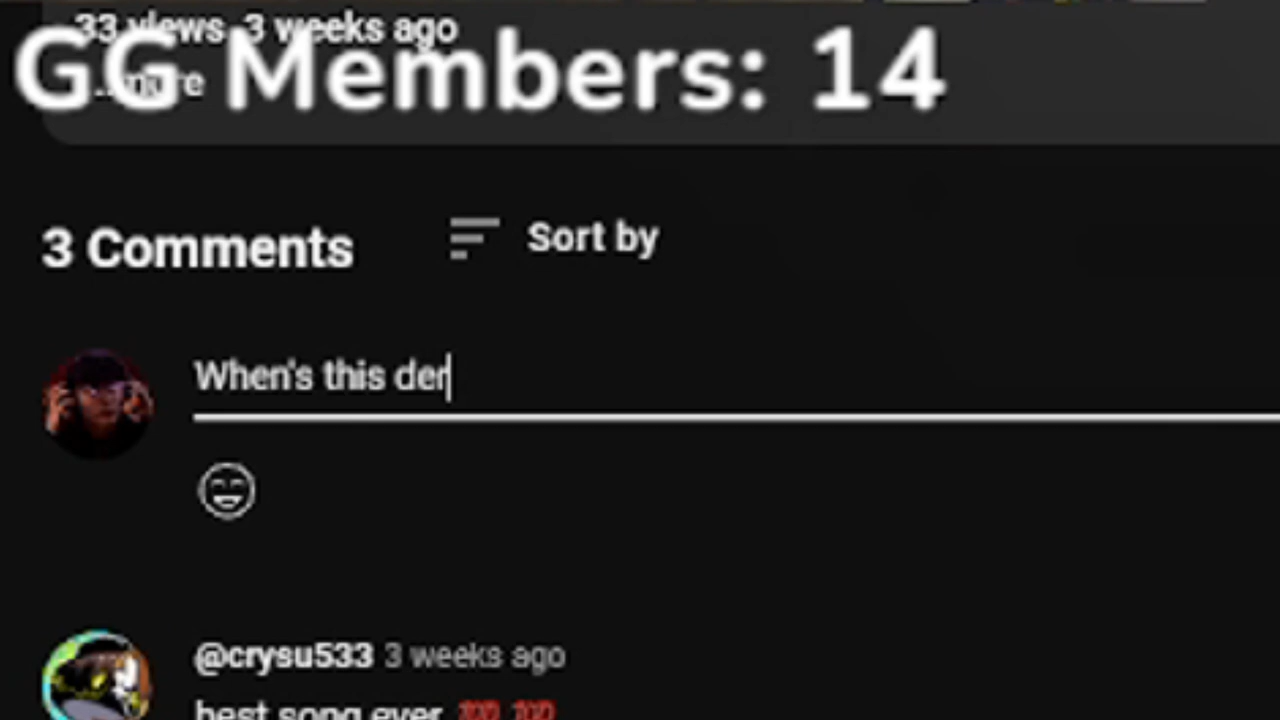 33 views 3 weeks ago
...more
GG Members: 14
3 Comments
Sort by
When's this der
@crysu533 3 weeks ago
best song ever 💯 💯